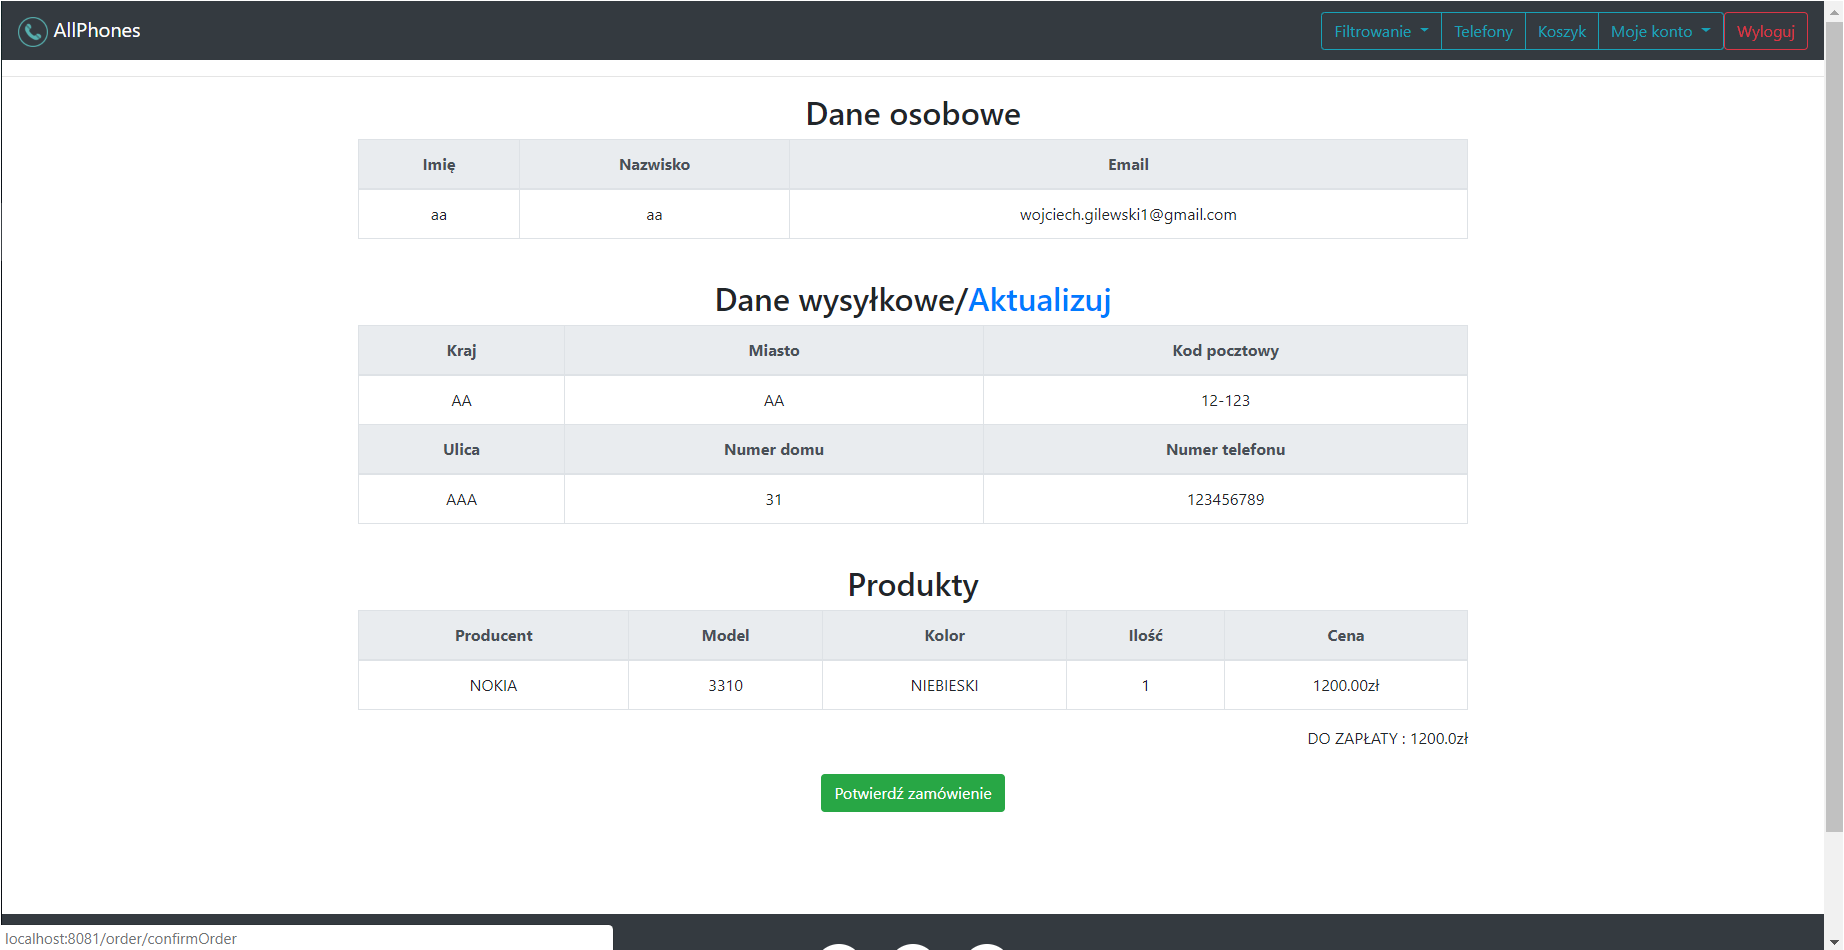 AllPhones
Filtrowanie Telefony Koszyk Moje konto Wyloguj
Dane osobowe
Imię Nazwisko Email
aa aa wojciech.gilewski1@gmail.com
Dane wysyłkowe/Aktualizuj
Kraj Miasto Kod pocztowy
AA AA 12-123
Ulica Numer domu Numer telefonu
AAA 31 123456789
Produkty
Producent Model Kolor Ilość Cena
NOKIA 3310 NIEBIESKI 1 1200.00zł
DO ZAPŁATY : 1200.0zł
Potwierdź zamówienie
localhost:8081/order/confirmOrder